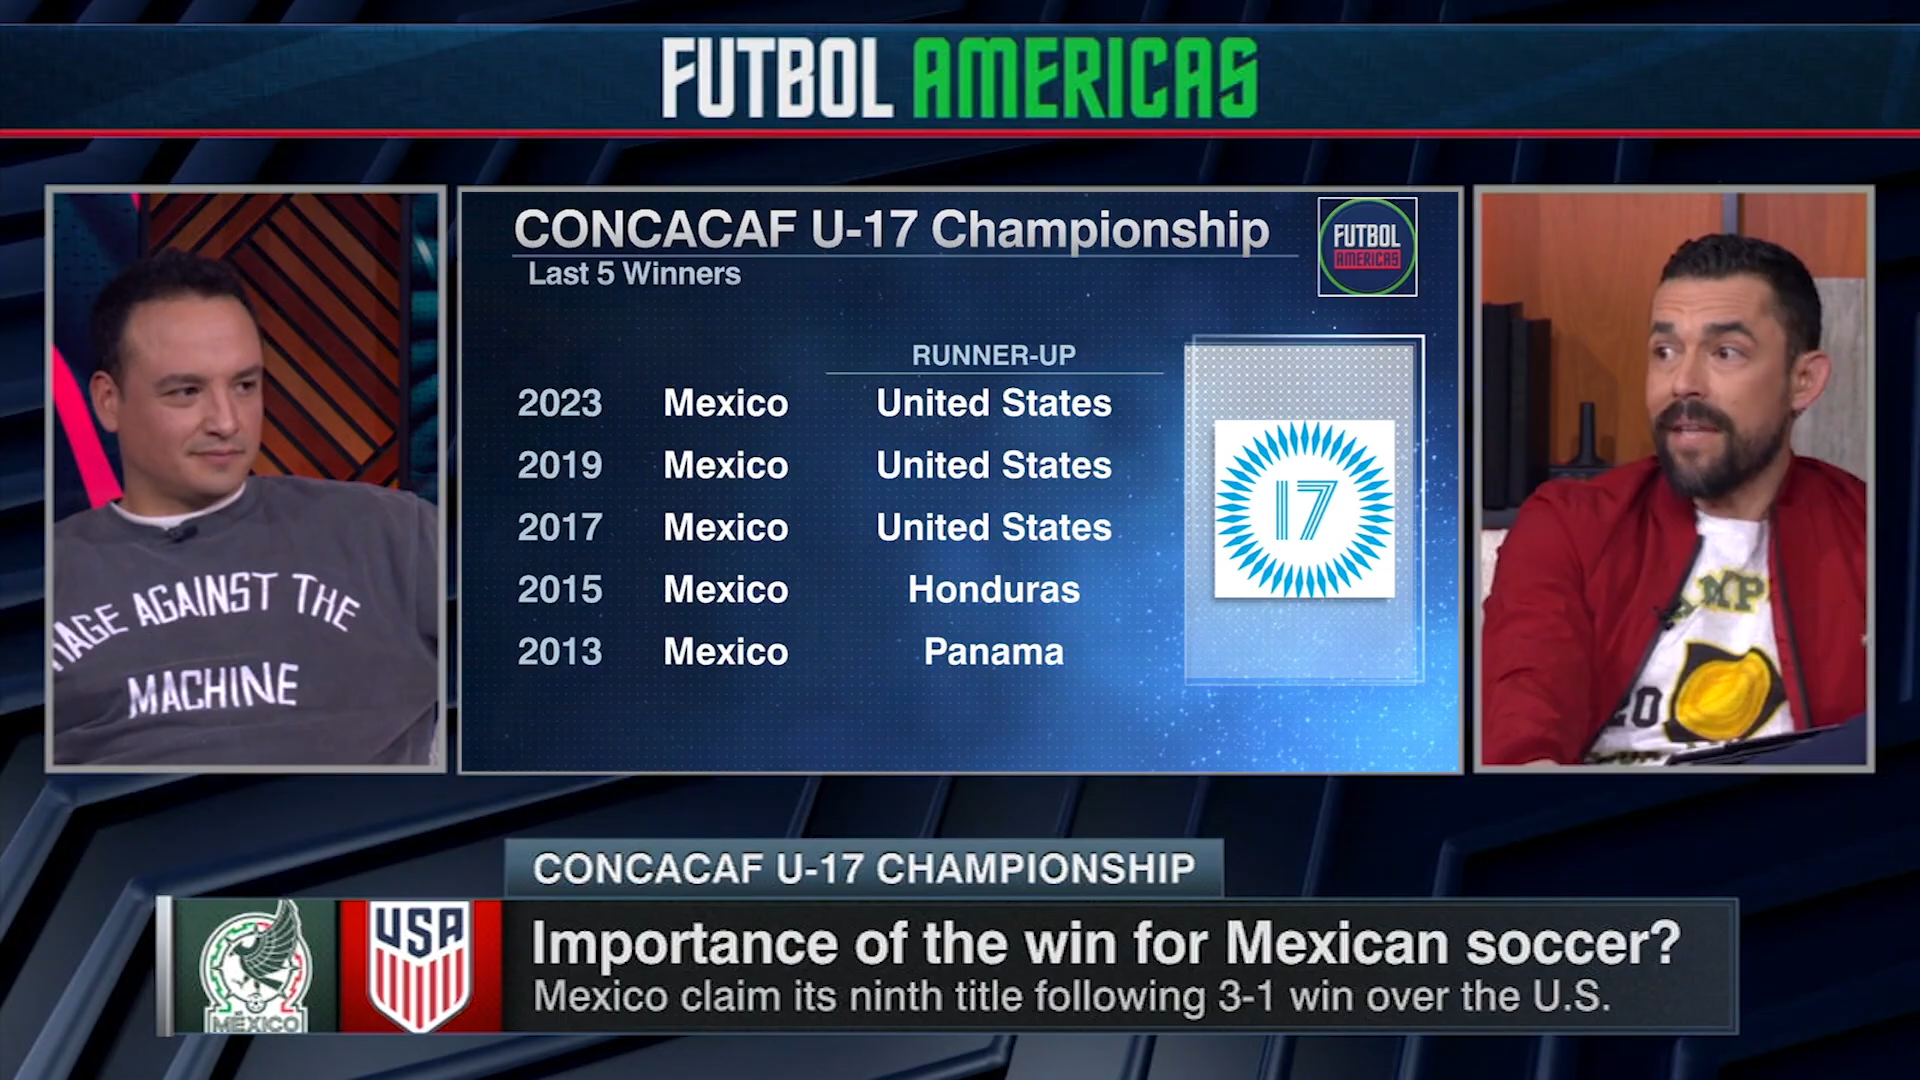 FUTBOL AMERICAS
CONCACAF U-17 Championship
Last 5 Winners
FUTBOL
AMERICAS
RUNNER-UP
2023 Mexico United States
2019 Mexico United States
2017 Mexico United States
2015 Mexico Honduras
2013 Mexico Panama
17
AGE AGAINST THE
MACHINE
AMP
20
CONCACAF U-17 CHAMPIONSHIP
MEXICO
USA
Importance of the win for Mexican soccer?
Mexico claim its ninth title following 3-1 win over the U.S.